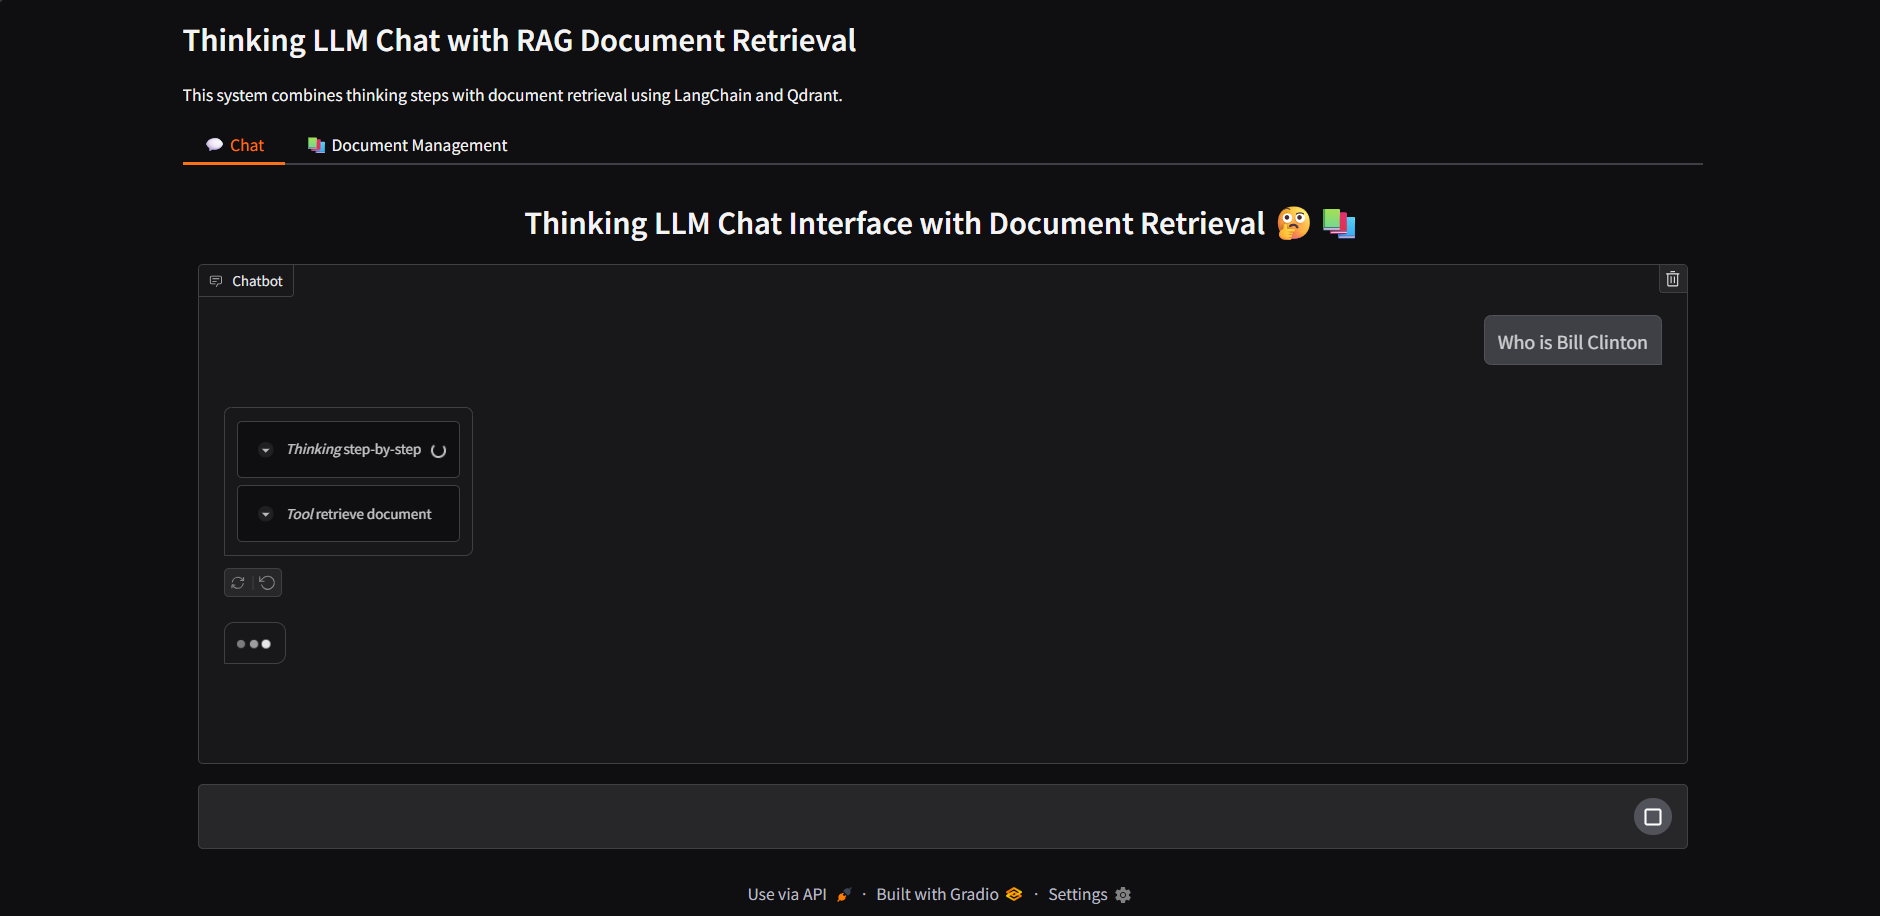 Thinking LLM Chat with RAG Document Retrieval
This system combines thinking steps with document retrieval using LangChain and Qdrant.
Chat
Document Management
Thinking LLM Chat Interface with Document Retrieval
Chatbot
Who is Bill Clinton
Thinking step-by-step
Tool retrieve document
Use via API · Built with Gradio · Settings